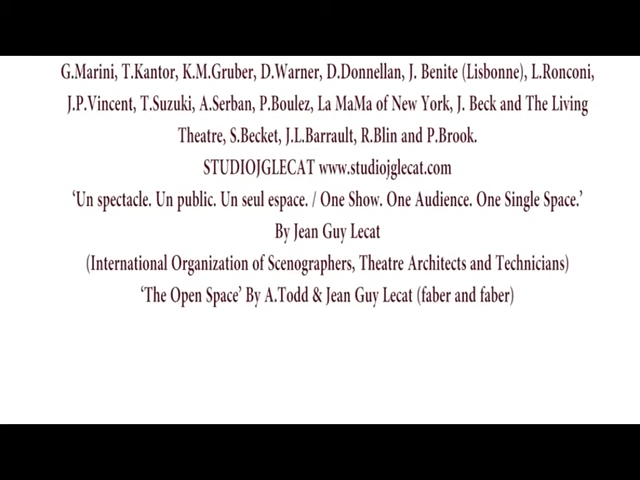 G.Marini, T.Kantor, K.M.Gruber, D.Warner, D.Donnellan, J. Benite (Lisbonne), L.Ronconi,
J.P.Vincent, T.Suzuki, A.Serban, P.Boulez, La MaMa of New York, J. Beck and The Living
Theatre, S.Becket, J.L.Barrault, R.Blin and P.Brook.
STUDIOJGLECAT www.studiojglecat.com
‘Un spectacle. Un public. Un seul espace. / One Show. One Audience. One Single Space.’
By Jean Guy Lecat
(International Organization of Scenographers, Theatre Architects and Technicians)
‘The Open Space’ By A.Todd & Jean Guy Lecat (faber and faber)